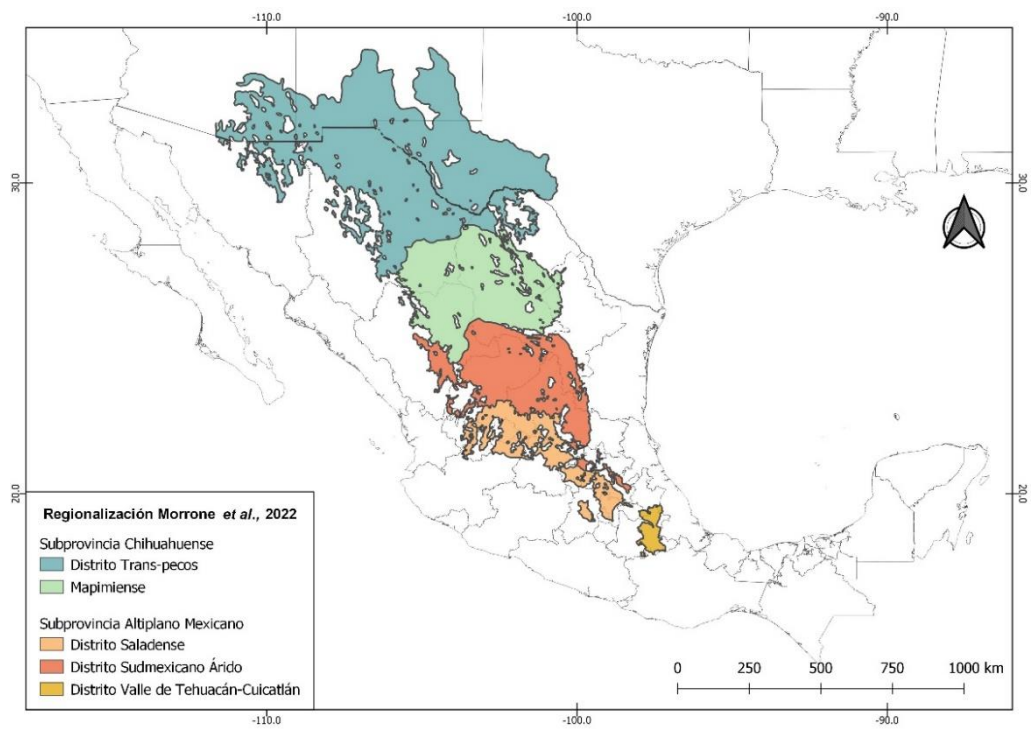 -110.0 -100.0 -90.0
30.0 30.0
20.0 20.0
Regionalización Morrone et al., 2022
Subprovincia Chihuahuense
Distrito Trans-pecos
Mapimiense
Subprovincia Altiplano Mexicano
Distrito Saladense
Distrito Sudmexicano Árido
Distrito Valle de Tehuacán-Cuicatlán
0 250 500 750 1000 km
-110.0 -100.0 -90.0